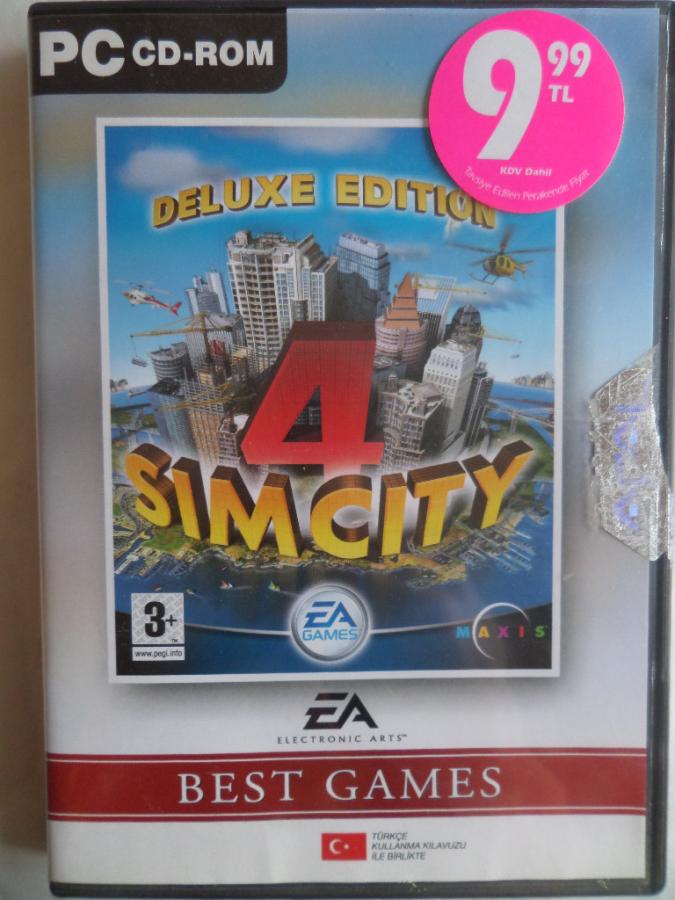 PC CD-ROM
9.99
TL
KDV Dahil
Tavsiye Edilen Perakende Fiyat
DELUXE EDITION
4
SIMCITY
3+
www.pegi.info
EA
GAMES
MAXIS
EA
ELECTRONIC ARTS™
BEST GAMES
TÜRKÇE
KULLANMA KILAVUZU
İLE BİRLİKTE